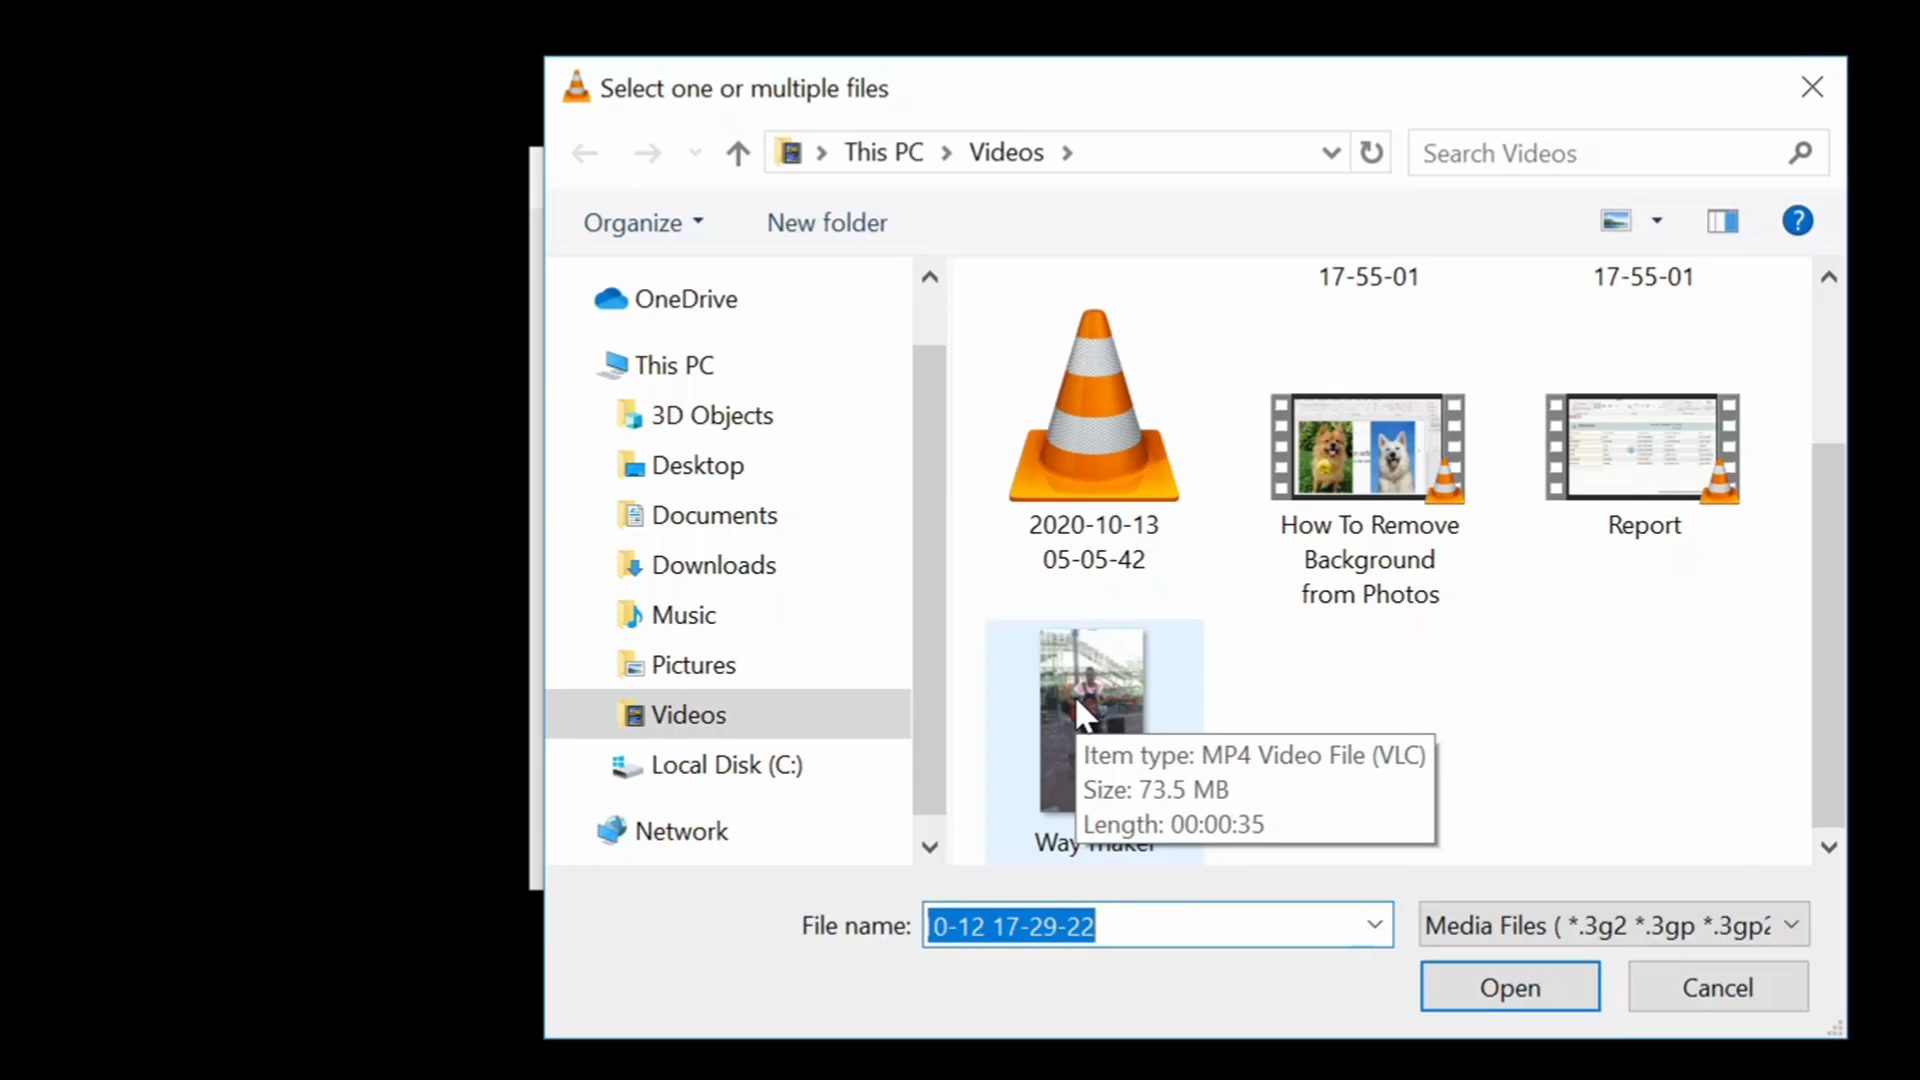 Select one or multiple files
This PC
Videos
Search Videos
Organize
New folder
?
OneDrive
This PC
3D Objects
Desktop
Documents
Downloads
Music
Pictures
Videos
Local Disk (C:)
Network
17-55-01
17-55-01
2020-10-13
05-05-42
How To Remove
Background
from Photos
Report
Item type: MP4 Video File (VLC)
Size: 73.5 MB
Length: 00:00:35
Way maker
File name:
0-12 17-29-22
Media Files ( *.3g2 *.3gp *.3gp2
Open
Cancel